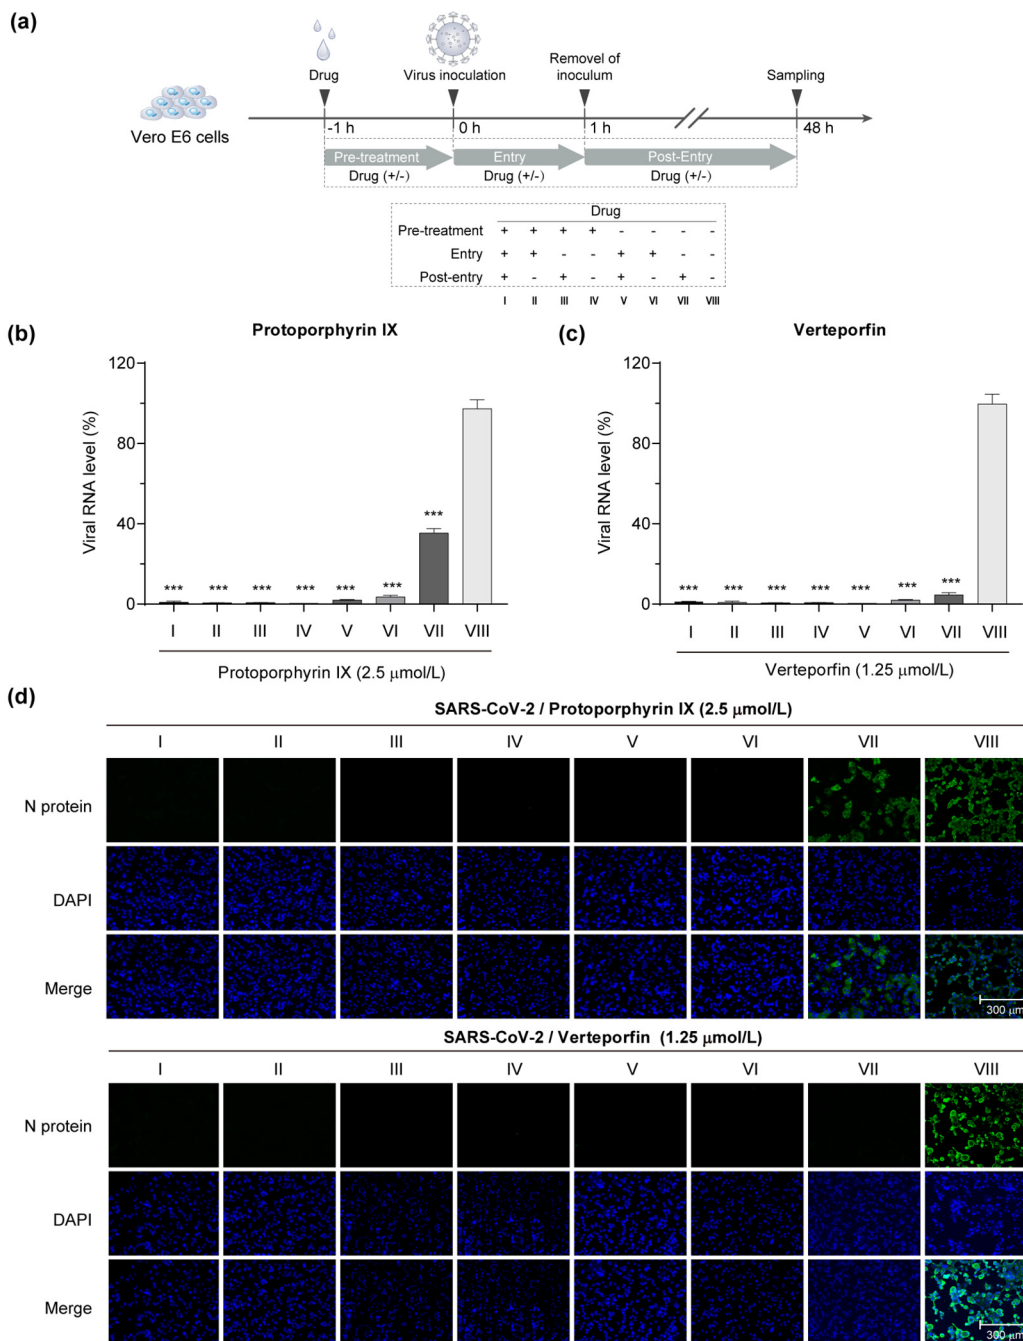 (a)
Drug
Virus inoculation
Removel of
inoculum
Sampling
Vero E6 cells
-1 h
0 h
1 h
48 h
Pre-treatment
Entry
Post-Entry
Drug (+/-)
Drug (+/-)
Drug (+/-)
Drug
Pre-treatment + + + + - - - -
Entry + + - - + + - -
Post-entry + - + - + - + -
I II III IV V VI VII VIII
(b)
Protoporphyrin IX
Viral RNA level (%)
120
80
40
0
*** *** *** *** *** *** ***
I II III IV V VI VII VIII
Protoporphyrin IX (2.5 μmol/L)
(c)
Verteporfin
Viral RNA level (%)
120
80
40
0
*** *** *** *** *** *** ***
I II III IV V VI VII VIII
Verteporfin (1.25 μmol/L)
(d)
SARS-CoV-2 / Protoporphyrin IX (2.5 μmol/L)
I II III IV V VI VII VIII
N protein
DAPI
Merge
300 μm
SARS-CoV-2 / Verteporfin (1.25 μmol/L)
I II III IV V VI VII VIII
N protein
DAPI
Merge
300 μm